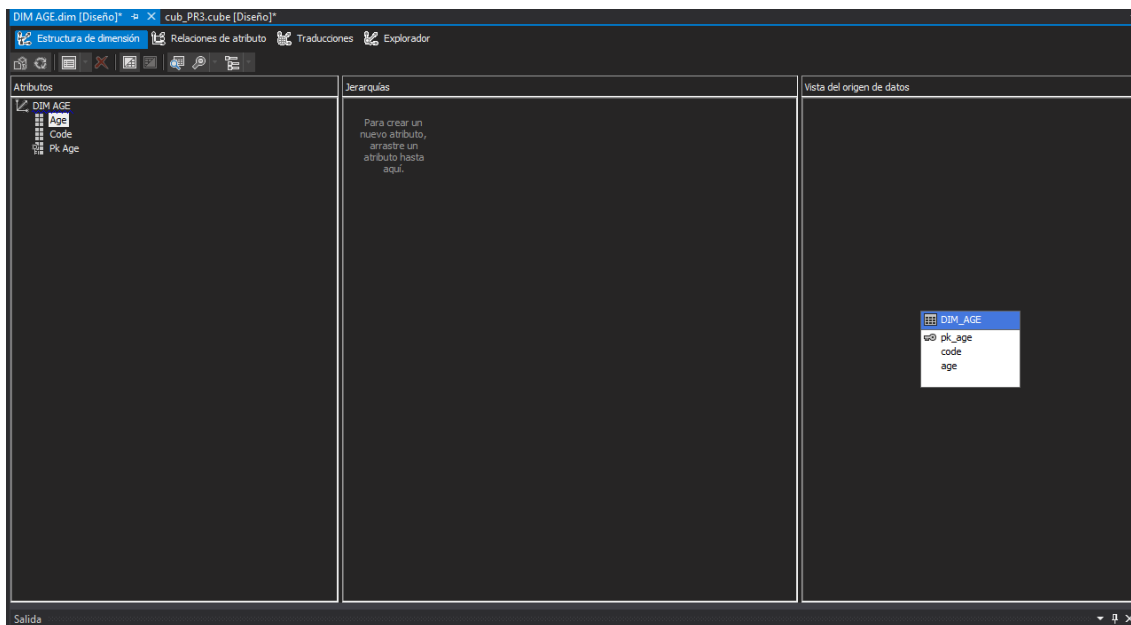 DIM AGE.dim [Diseño]* cub_PR3.cube [Diseño]*
Estructura de dimensión Relaciones de atributo Traducciones Explorador
Atributos
DIM AGE
Age
Code
Pk Age
Jerarquías
Para crear un
nuevo atributo,
arrastre un
atributo hasta
aquí.
Vista del origen de datos
DIM_AGE
pk_age
code
age
Salida